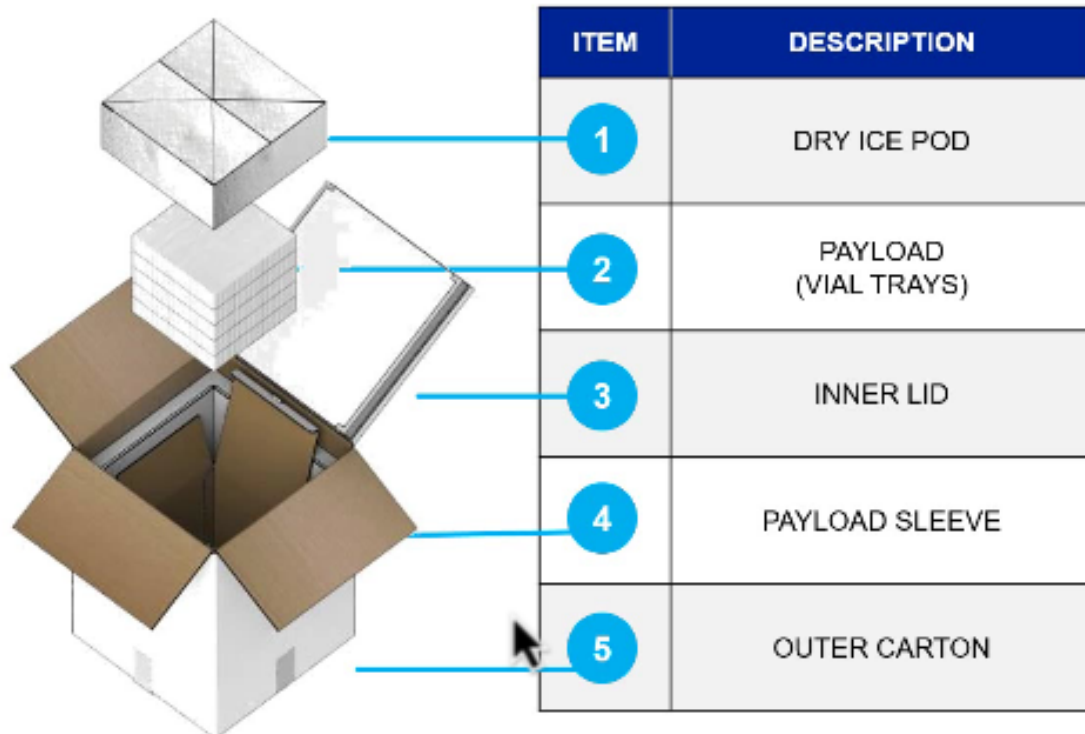 ITEM DESCRIPTION
1 DRY ICE POD
2 PAYLOAD
(VIAL TRAYS)
3 INNER LID
4 PAYLOAD SLEEVE
5 OUTER CARTON